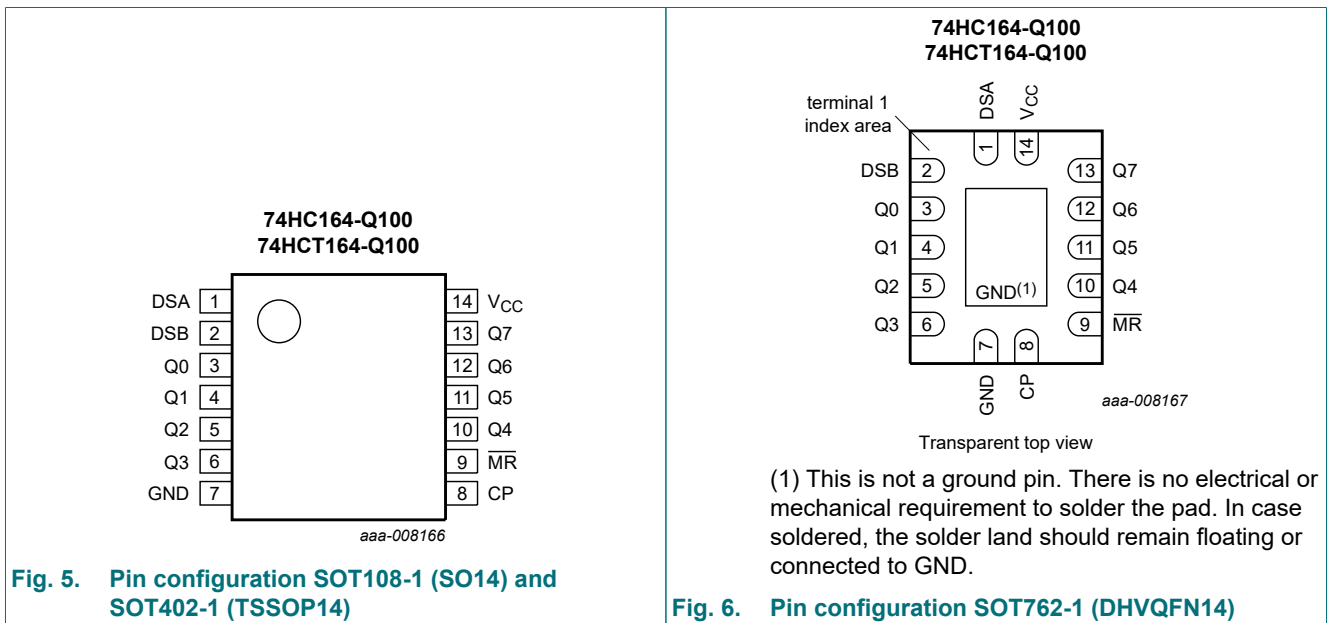 74HC164-Q100
74HCT164-Q100
DSA 1
DSB 2
Q0 3
Q1 4
Q2 5
Q3 6
GND 7
14 VCC
13 Q7
12 Q6
11 Q5
10 Q4
9 M̅R̅
8 CP
aaa-008166
Fig. 5. Pin configuration SOT108-1 (SO14) and
SOT402-1 (TSSOP14)
74HC164-Q100
74HCT164-Q100
terminal 1
index area
DSA
VCC
1
14
DSB 2
Q0 3
Q1 4
Q2 5
Q3 6
13 Q7
12 Q6
11 Q5
10 Q4
9 M̅R̅
GND(1)
7
8
GND
CP
aaa-008167
Transparent top view
(1) This is not a ground pin. There is no electrical or
mechanical requirement to solder the pad. In case
soldered, the solder land should remain floating or
connected to GND.
Fig. 6. Pin configuration SOT762-1 (DHVQFN14)